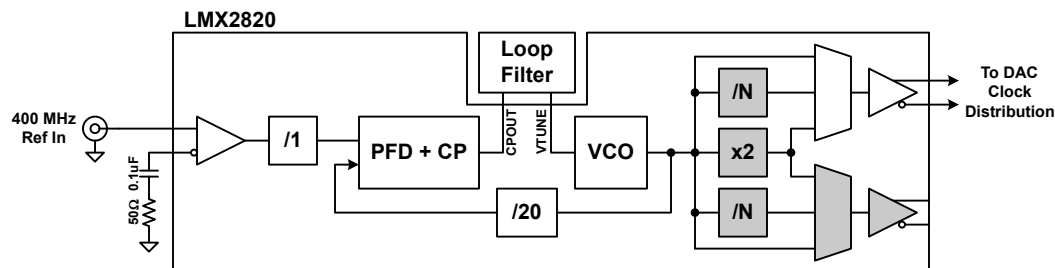 LMX2820
Loop
Filter
400 MHz
Ref In
50Ω 0.1uF
/1
PFD + CP
CPOUT
VTUNE
VCO
/20
/N
x2
/N
To DAC
Clock
Distribution